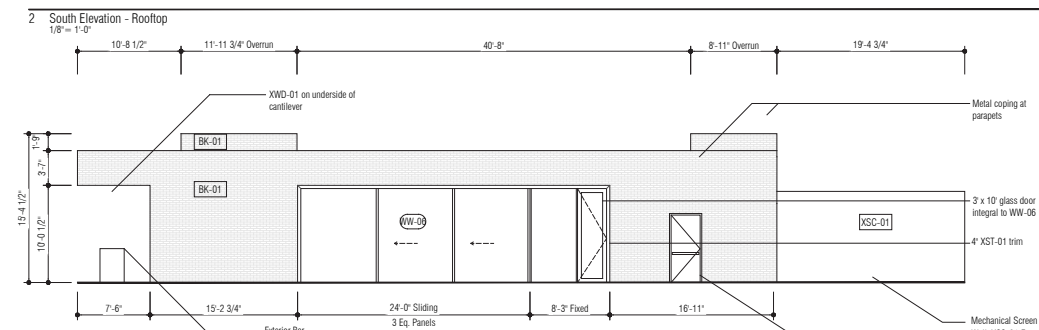 2 South Elevation - Rooftop
1/8"= 1'-0"
10'-8 1/2" 11'-11 3/4" Overrun 40'-8" 8'-11" Overrun 19'-4 3/4"
XWD-01 on underside of
cantilever
Metal coping at
parapets
BK-01
1'-9"
3'-7"
BK-01
15'-4 1/2"
10'-0 1/2"
WW-06
XSC-01
3' x 10' glass door
integral to WW-06
4" XST-01 trim
7'-6" 15'-2 3/4" 24'-0" Sliding 8'-3" Fixed 16'-11"
3 Eq. Panels
Exterior Bar
Mechanical Screen